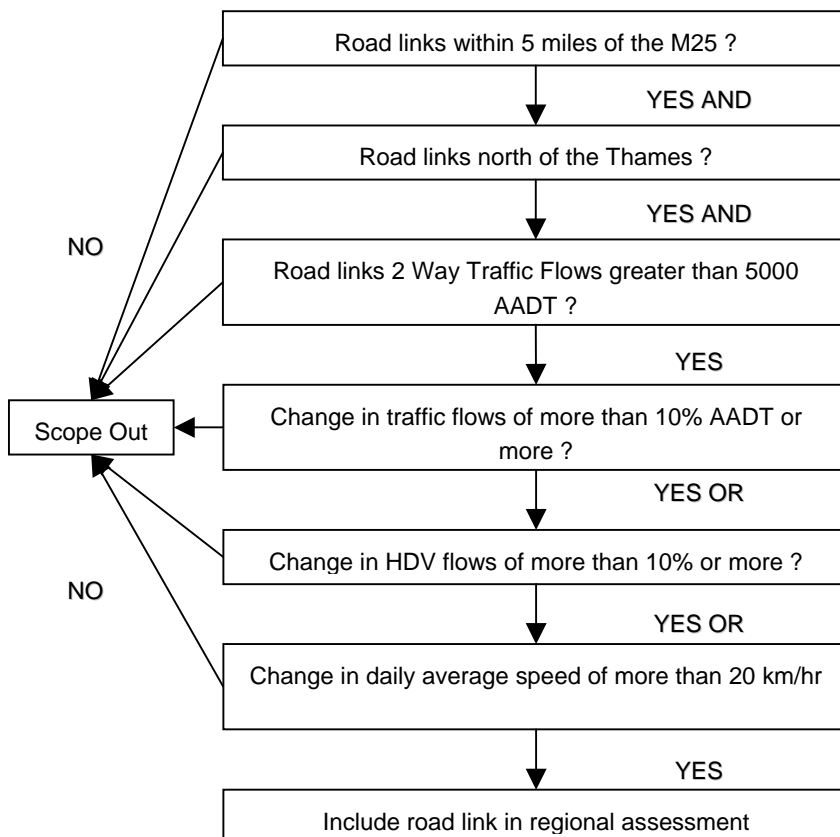 Road links within 5 miles of the M25 ?
YES AND
Road links north of the Thames ?
YES AND
NO
Road links 2 Way Traffic Flows greater than 5000
AADT ?
YES
Scope Out
Change in traffic flows of more than 10% AADT or
more ?
YES OR
Change in HDV flows of more than 10% or more ?
NO
YES OR
Change in daily average speed of more than 20 km/hr
YES
Include road link in regional assessment